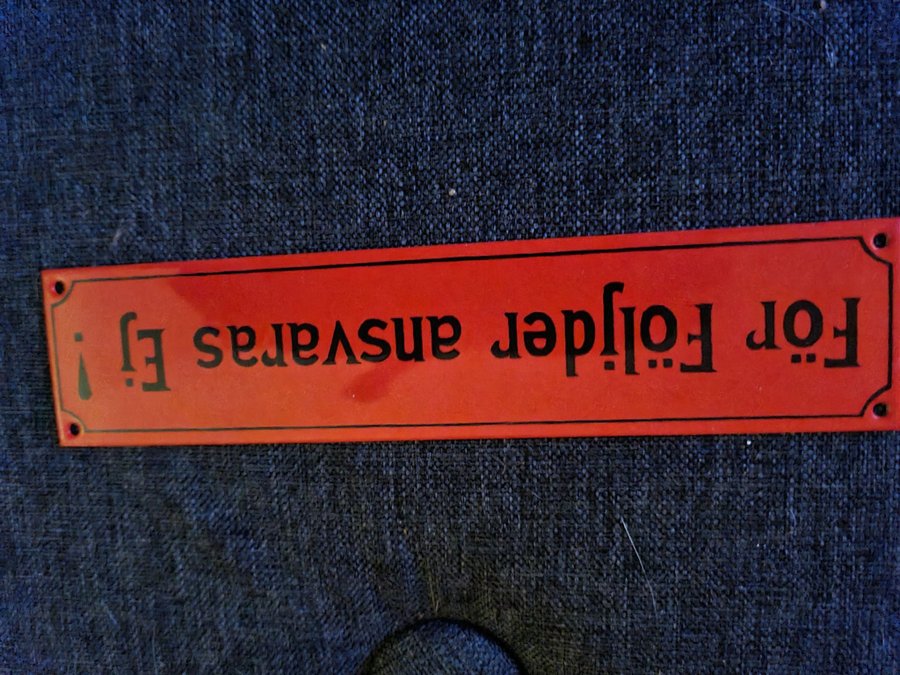 För Följder ansvaras Ej !